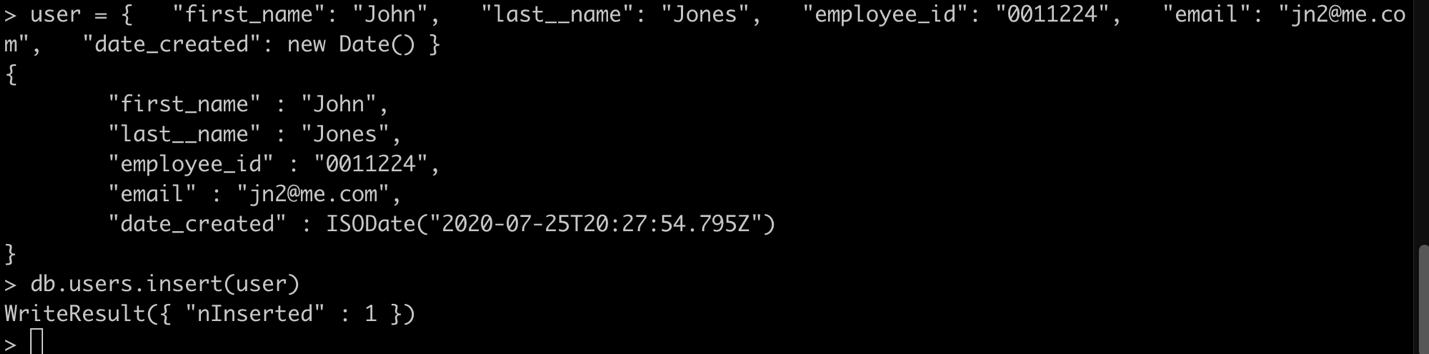 > user = {   "first_name": "John",   "last__name": "Jones",   "employee_id": "0011224",   "email": "jn2@me.co
m",   "date_created": new Date() }
{
        "first_name" : "John",
        "last__name" : "Jones",
        "employee_id" : "0011224",
        "email" : "jn2@me.com",
        "date_created" : ISODate("2020-07-25T20:27:54.795Z")
}
> db.users.insert(user)
WriteResult({ "nInserted" : 1 })
>